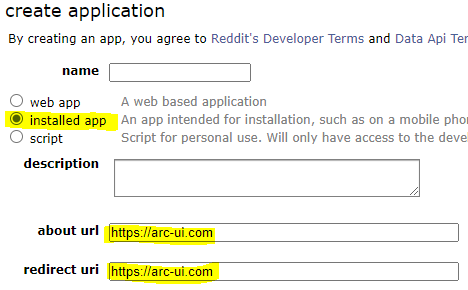 create application
By creating an app, you agree to Reddit's Developer Terms and Data Api Ter
name
web app A web based application
installed app An app intended for installation, such as on a mobile phon
script Script for personal use. Will only have access to the devel
description
about url https://arc-ui.com
redirect uri https://arc-ui.com